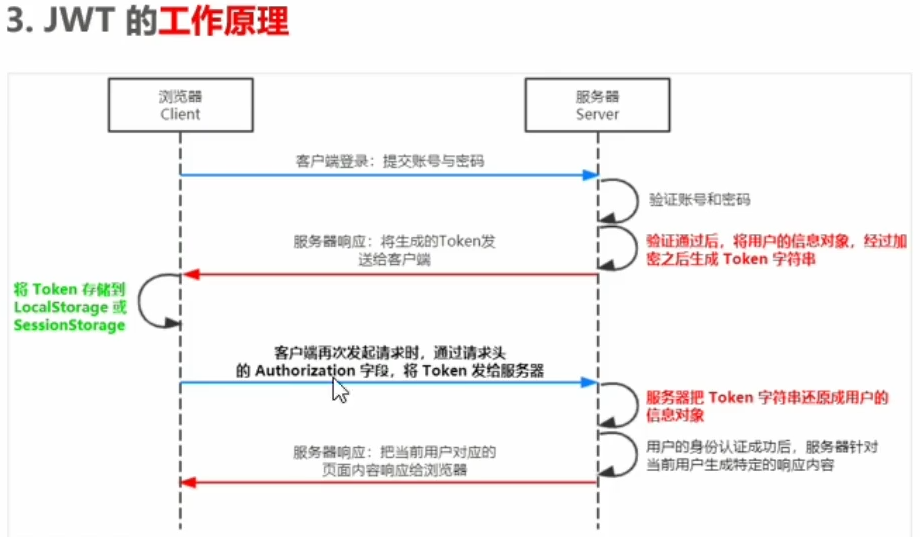 3. JWT 的工作原理
浏览器
Client
服务器
Server
客户端登录：提交账号与密码
验证账号和密码
服务器响应：将生成的Token发
送给客户端
验证通过后，将用户的信息对象，经过加
密之后生成 Token 字符串
将 Token 存储到
LocalStorage 或
SessionStorage
客户端再次发起请求时，通过请求头
的 Authorization 字段，将 Token 发给服务器
服务器把 Token 字符串还原成用户的
信息对象
服务器响应：把当前用户对应的
页面内容响应给浏览器
用户的身份认证成功后，服务器针对
当前用户生成特定的响应内容